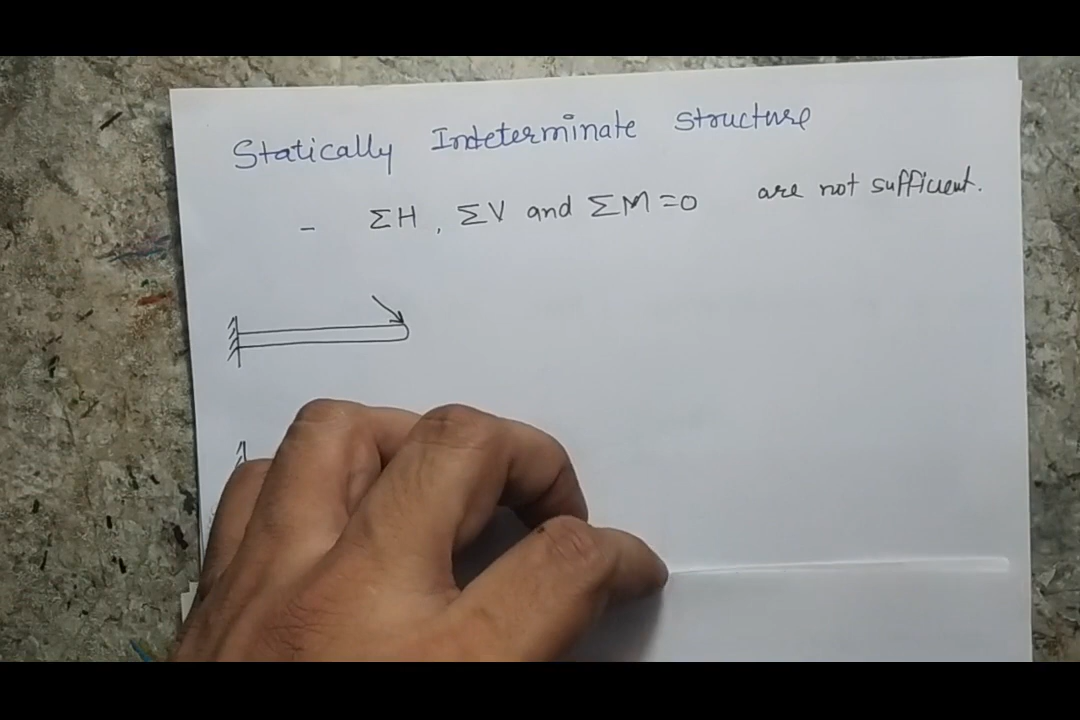 Statically Indeterminate Structure
- ΣH, ΣV and ΣM=0 are not sufficient.